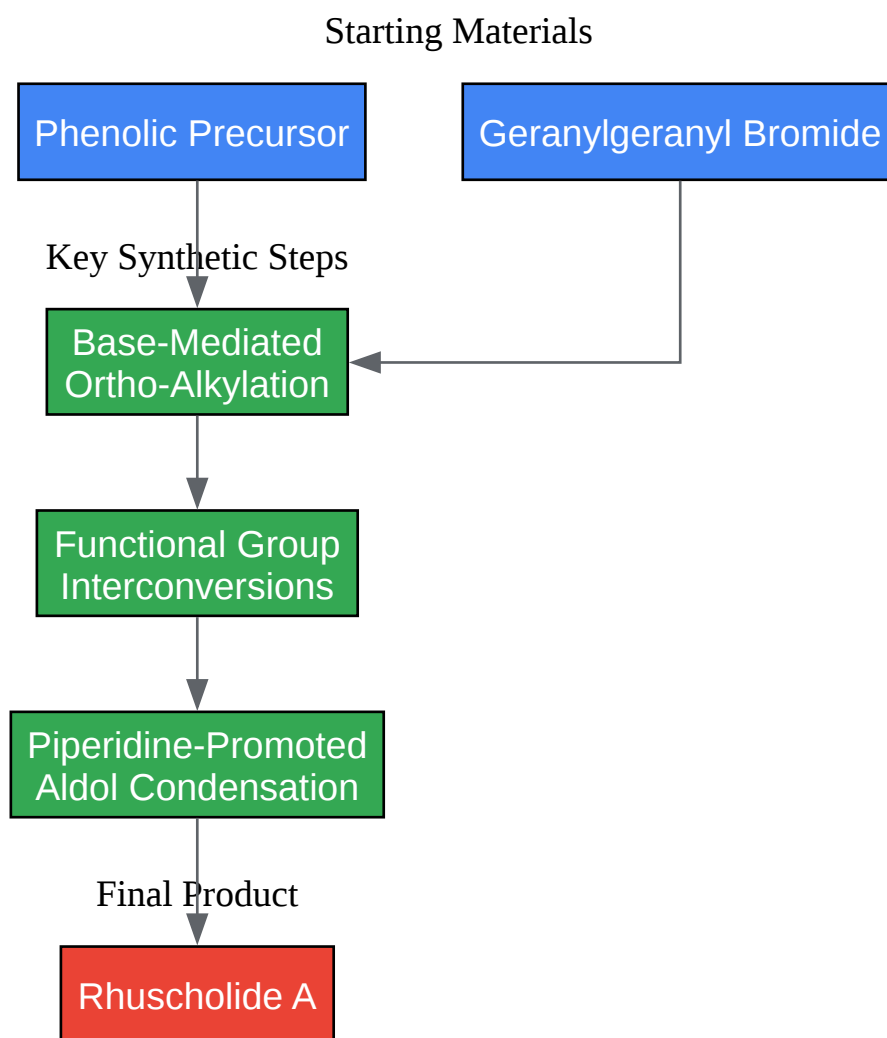 Starting Materials
Phenolic Precursor
Geranylgeranyl Bromide
Key Synthetic Steps
Base-Mediated
Ortho-Alkylation
Functional Group
Interconversions
Piperidine-Promoted
Aldol Condensation
Final Product
Rhuscholide A